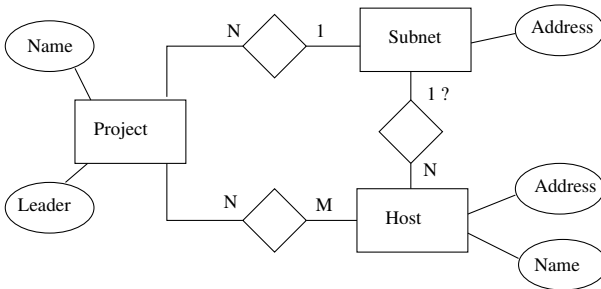 Name
Project
Leader
N
1
Subnet
Address
1 ?
N
N
M
Host
Address
Name